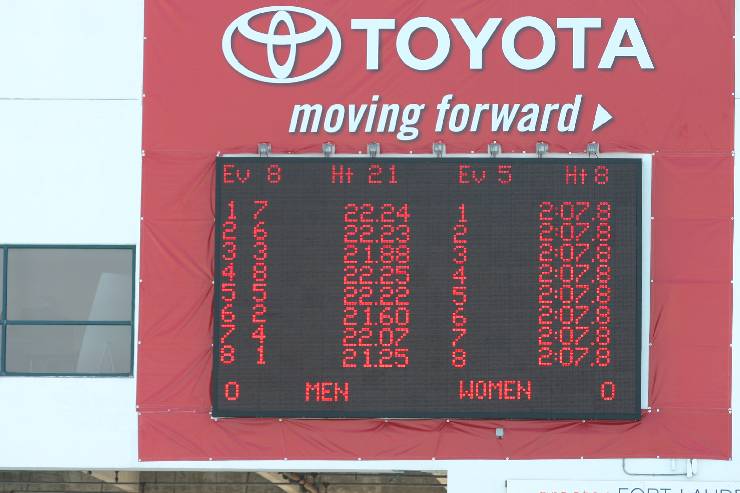 TOYOTA
moving forward
Ev 8 Ht 21 Ev 5 Ht 8
1 7 22.24 1 2:07.8
2 6 22.23 2 2:07.8
3 3 21.88 3 2:07.8
4 8 22.25 4 2:07.8
5 5 22.22 5 2:07.8
6 2 21.60 6 2:07.8
7 4 22.07 7 2:07.8
8 1 21.25 8 2:07.8
0 MEN WOMEN 0